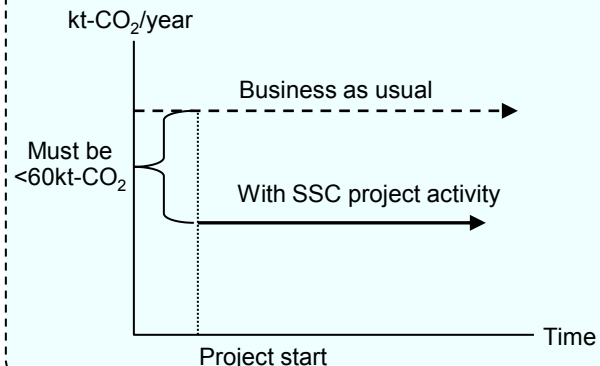 kt-CO₂/year
Business as usual
Must be
<60kt-CO₂
With SSC project activity
Time
Project start